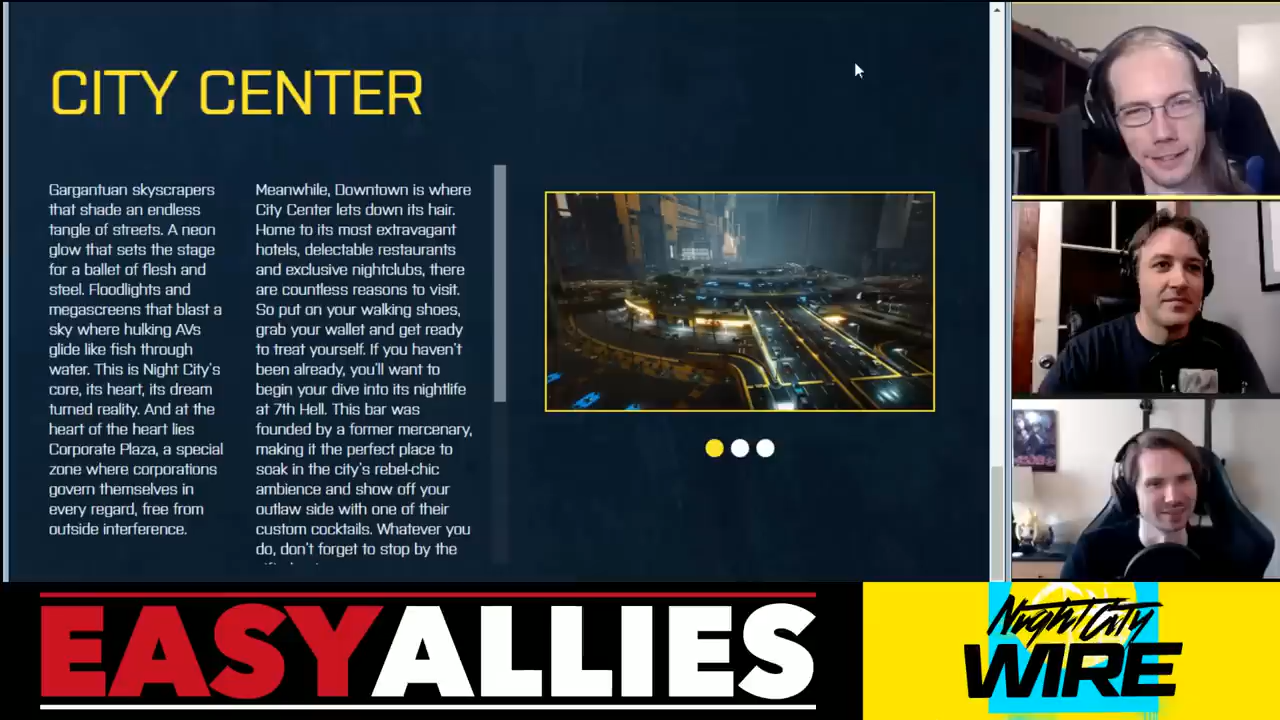 CITY CENTER
Gargantuan skyscrapers
that shade an endless
tangle of streets. A neon
glow that sets the stage
for a ballet of flesh and
steel. Floodlights and
megascreens that blast a
sky where hulking AVs
glide like fish through
water. This is Night City's
core, its heart, its dream
turned reality. And at the
heart of the heart lies
Corporate Plaza, a special
zone where corporations
govern themselves in
every regard, free from
outside interference.
Meanwhile, Downtown is where
City Center lets down its hair.
Home to its most extravagant
hotels, delectable restaurants
and exclusive nightclubs, there
are countless reasons to visit.
So put on your walking shoes,
grab your wallet and get ready
to treat yourself. If you haven't
been already, you'll want to
begin your dive into its nightlife
at 7th Hell. This bar was
founded by a former mercenary,
making it the perfect place to
soak in the city's rebel-chic
ambience and show off your
outlaw side with one of their
custom cocktails. Whatever you
do, don't forget to stop by the
EASYALLIES
Night City
WIRE